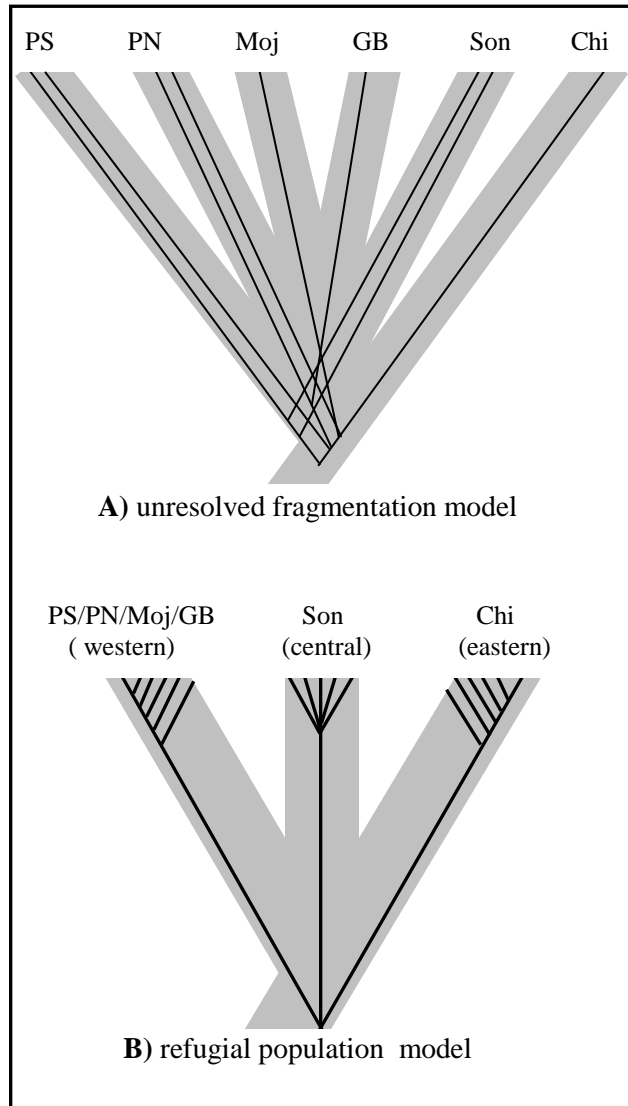 PS PN Moj GB Son Chi
A) unresolved fragmentation model
PS/PN/Moj/GB Son Chi
( western) (central) (eastern)
B) refugial population model